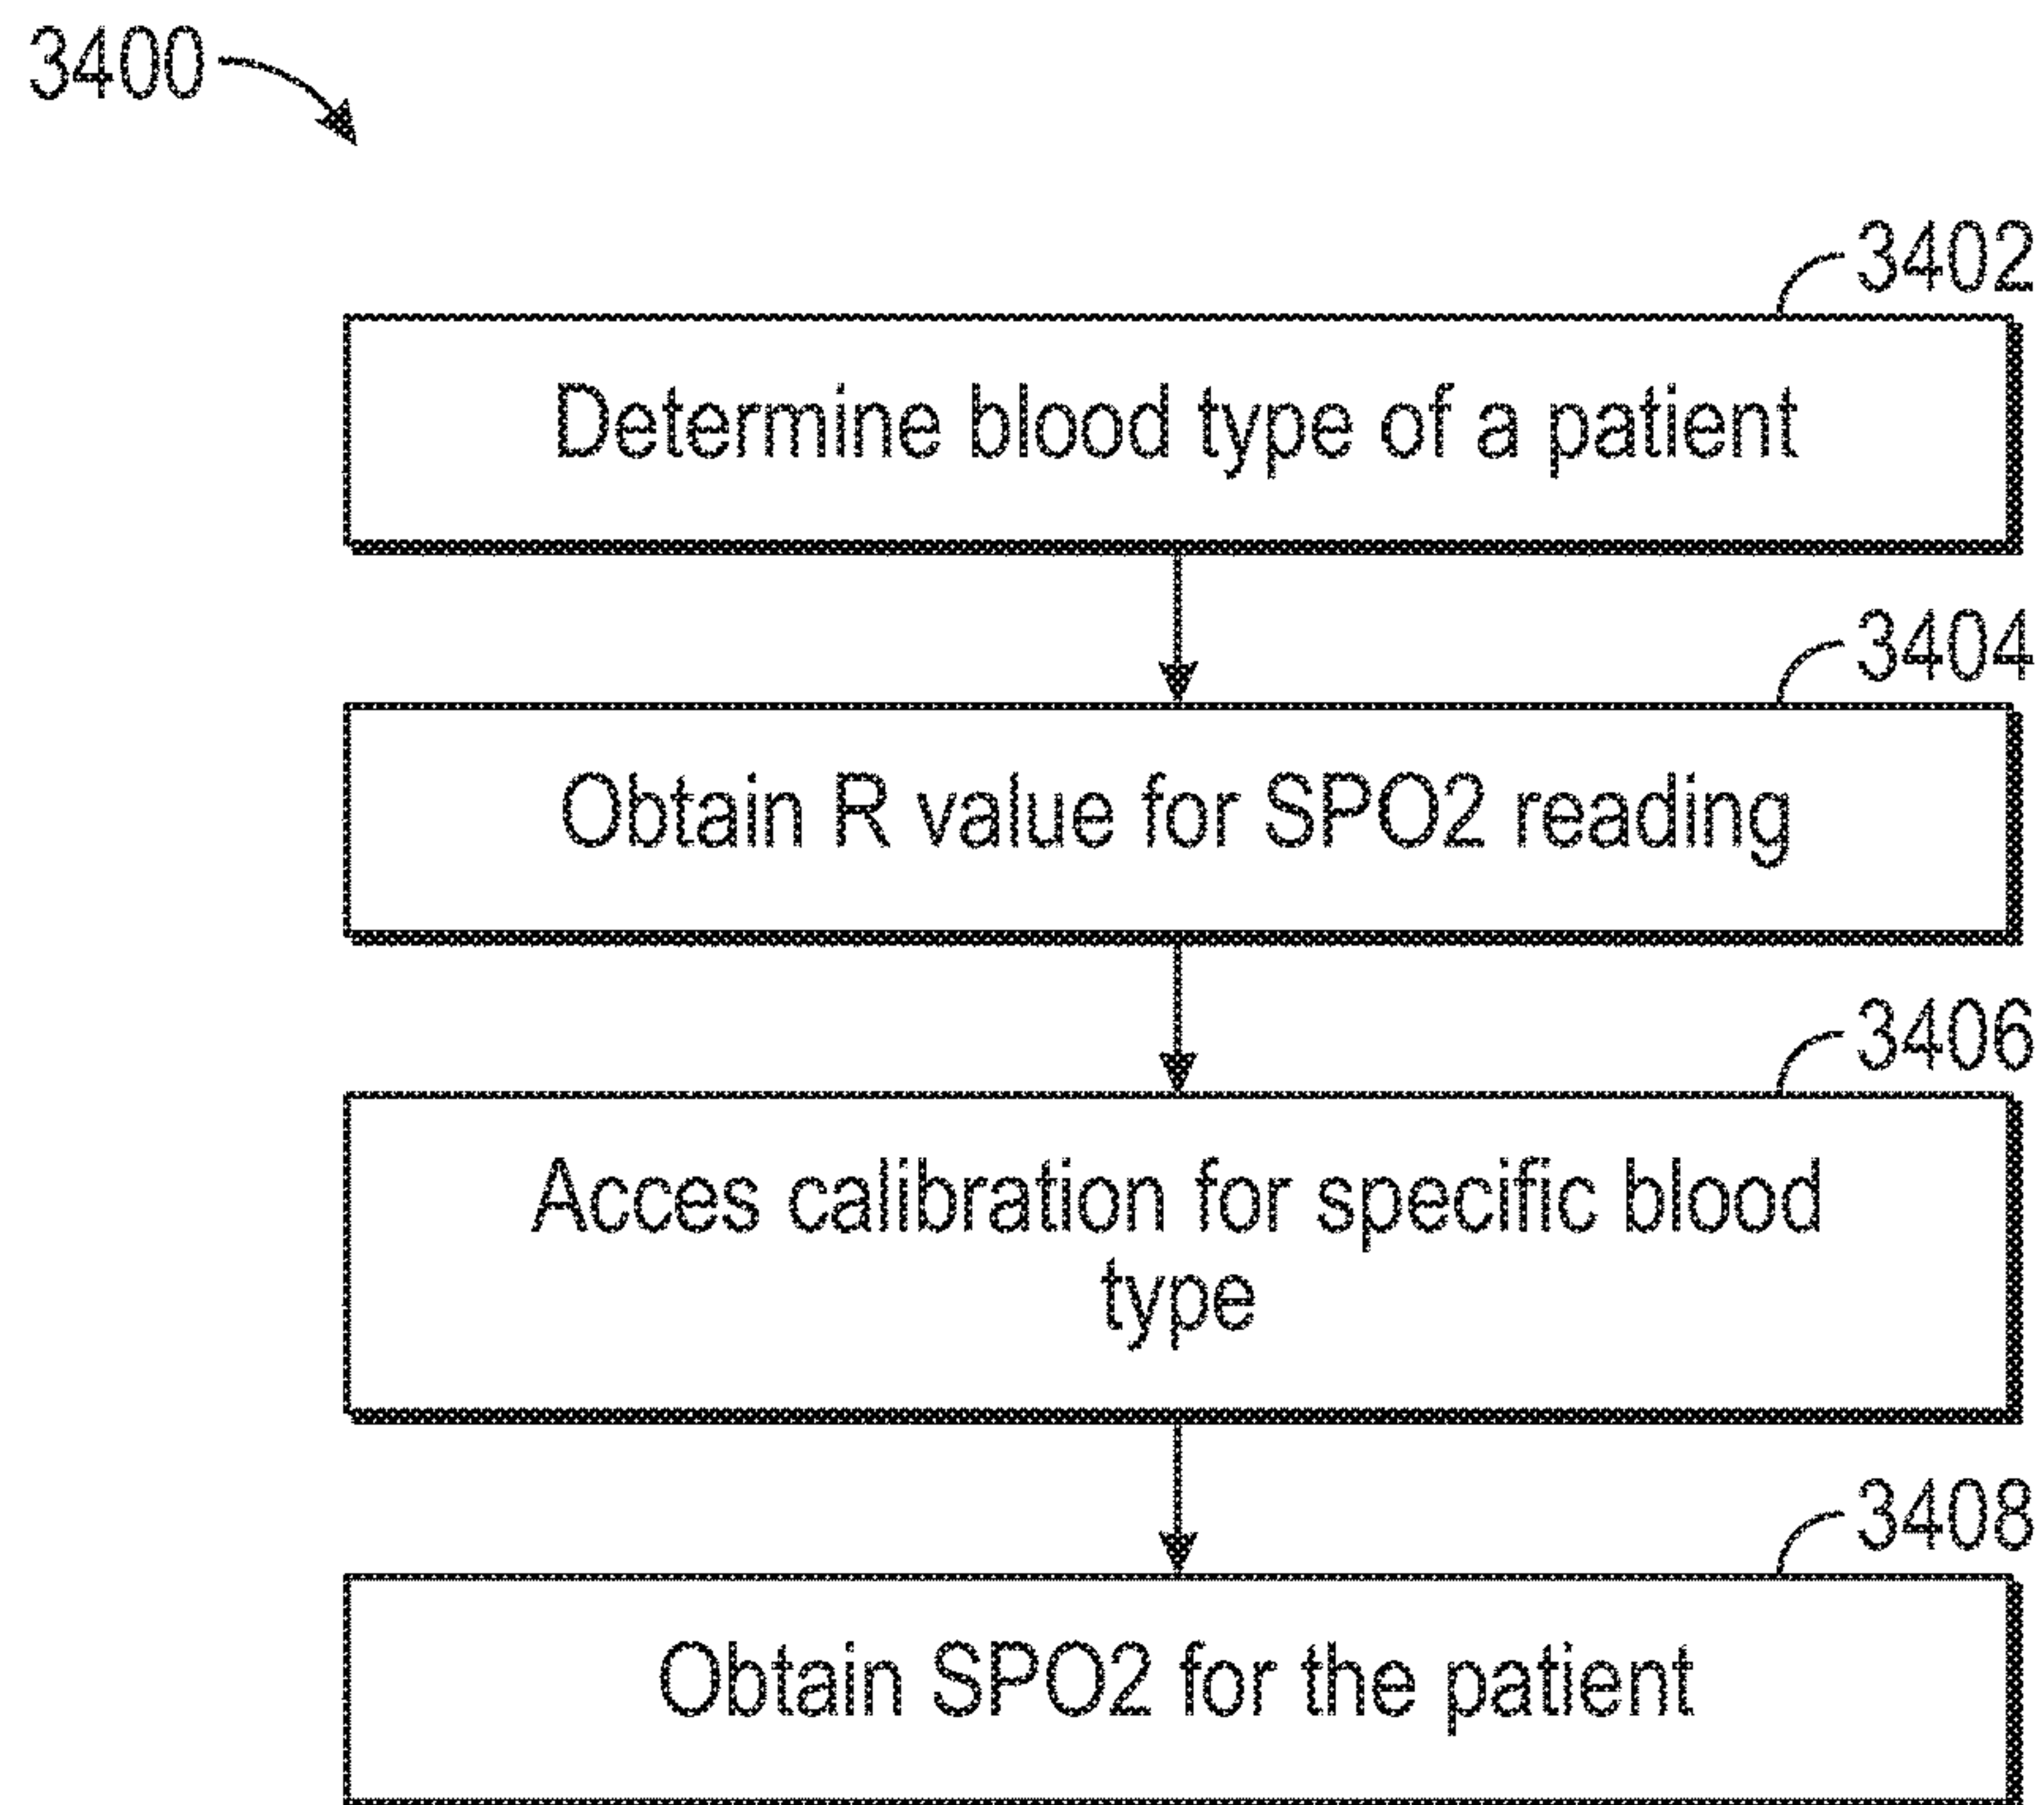 3400
3402
Determine blood type of a patient
3404
Obtain R value for SPO2 reading
3406
Acces calibration for specific blood
type
3408
Obtain SPO2 for the patient